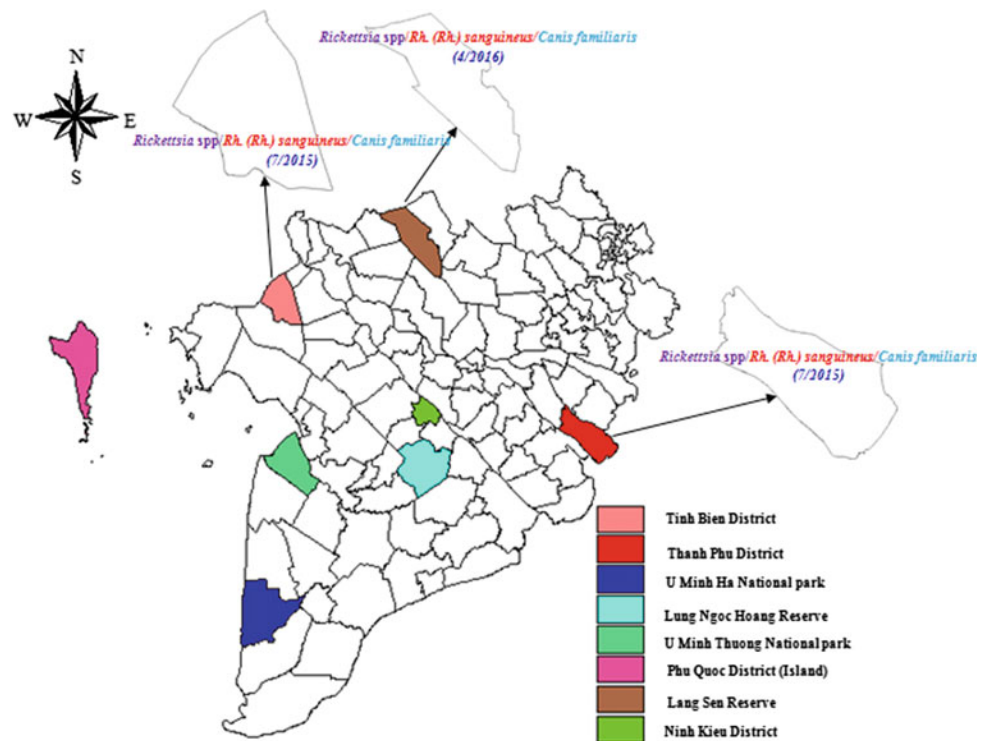 Rickettsia spp/Rh. (Rh.) sanguineus/Canis familiaris
(4/2016)
N
W
E
S
Rickettsia spp/Rh. (Rh.) sanguineus/Canis familiaris
(7/2015)
Rickettsia spp/Rh. (Rh.) sanguineus/Canis familiaris
(7/2015)
Tinh Bien District
Thanh Phu District
U Minh Ha National park
Lung Ngoc Hoang Reserve
U Minh Thuong National park
Phu Quoc District (Island)
Lang Sen Reserve
Ninh Kieu District